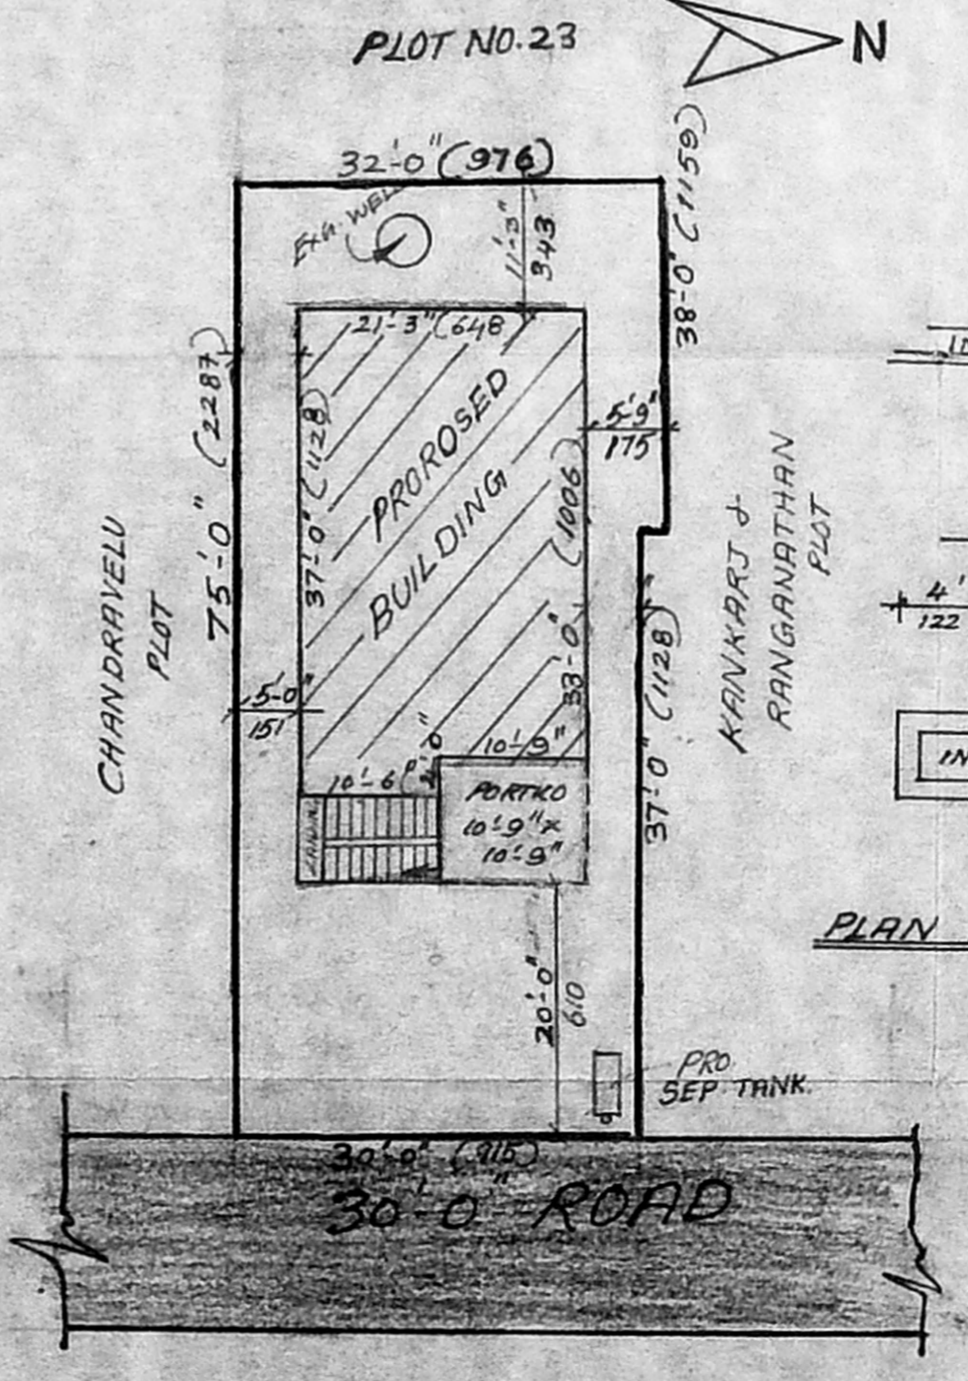 PLOT NO. 23
N
32'-0" (976)
38'-0" (1159)
EXG. WELL
11'-3"
343
21'-3" (648
75'-0" (2287)
37'-0" (1128)
PROROSED
BUILDING
5'-9"
175
33'-0" (1006)
CHANDRAVELU
PLOT
KANKARJ &
RANGANATHAN
PLOT
5'-0"
151
37'-0" (1128)
10'-6"
10'-9"
PORTICO
10'-9" x
10'-9"
20'-0"
610
PRO.
SEP. TANK.
30'-0" (915)
30'-0" ROAD
10
4'
122
IN
PLAN